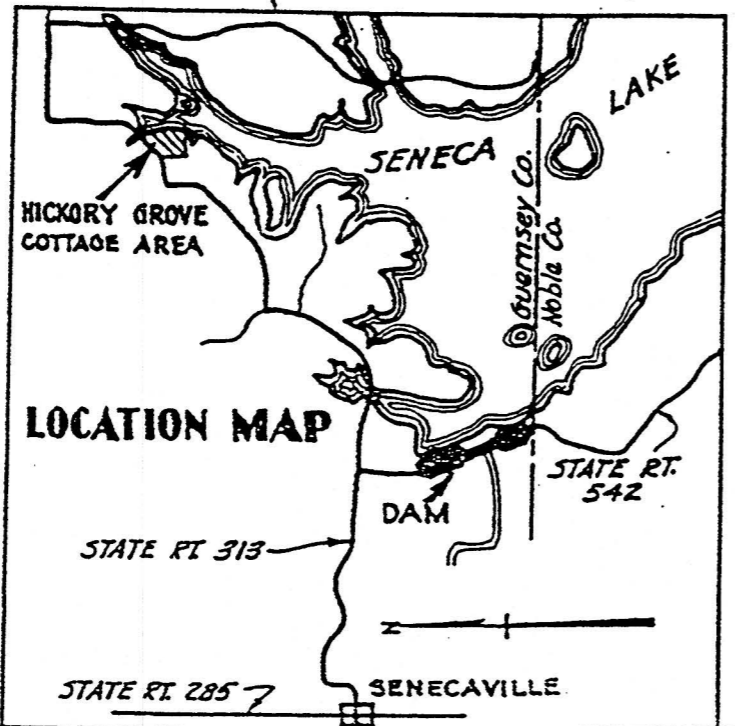 LAKE
SENECA
HICKORY GROVE
COTTAGE AREA
Guernsey Co.
Noble Co.
LOCATION MAP
STATE RT.
542
DAM
STATE RT. 313
N
STATE RT. 285
SENECAVILLE